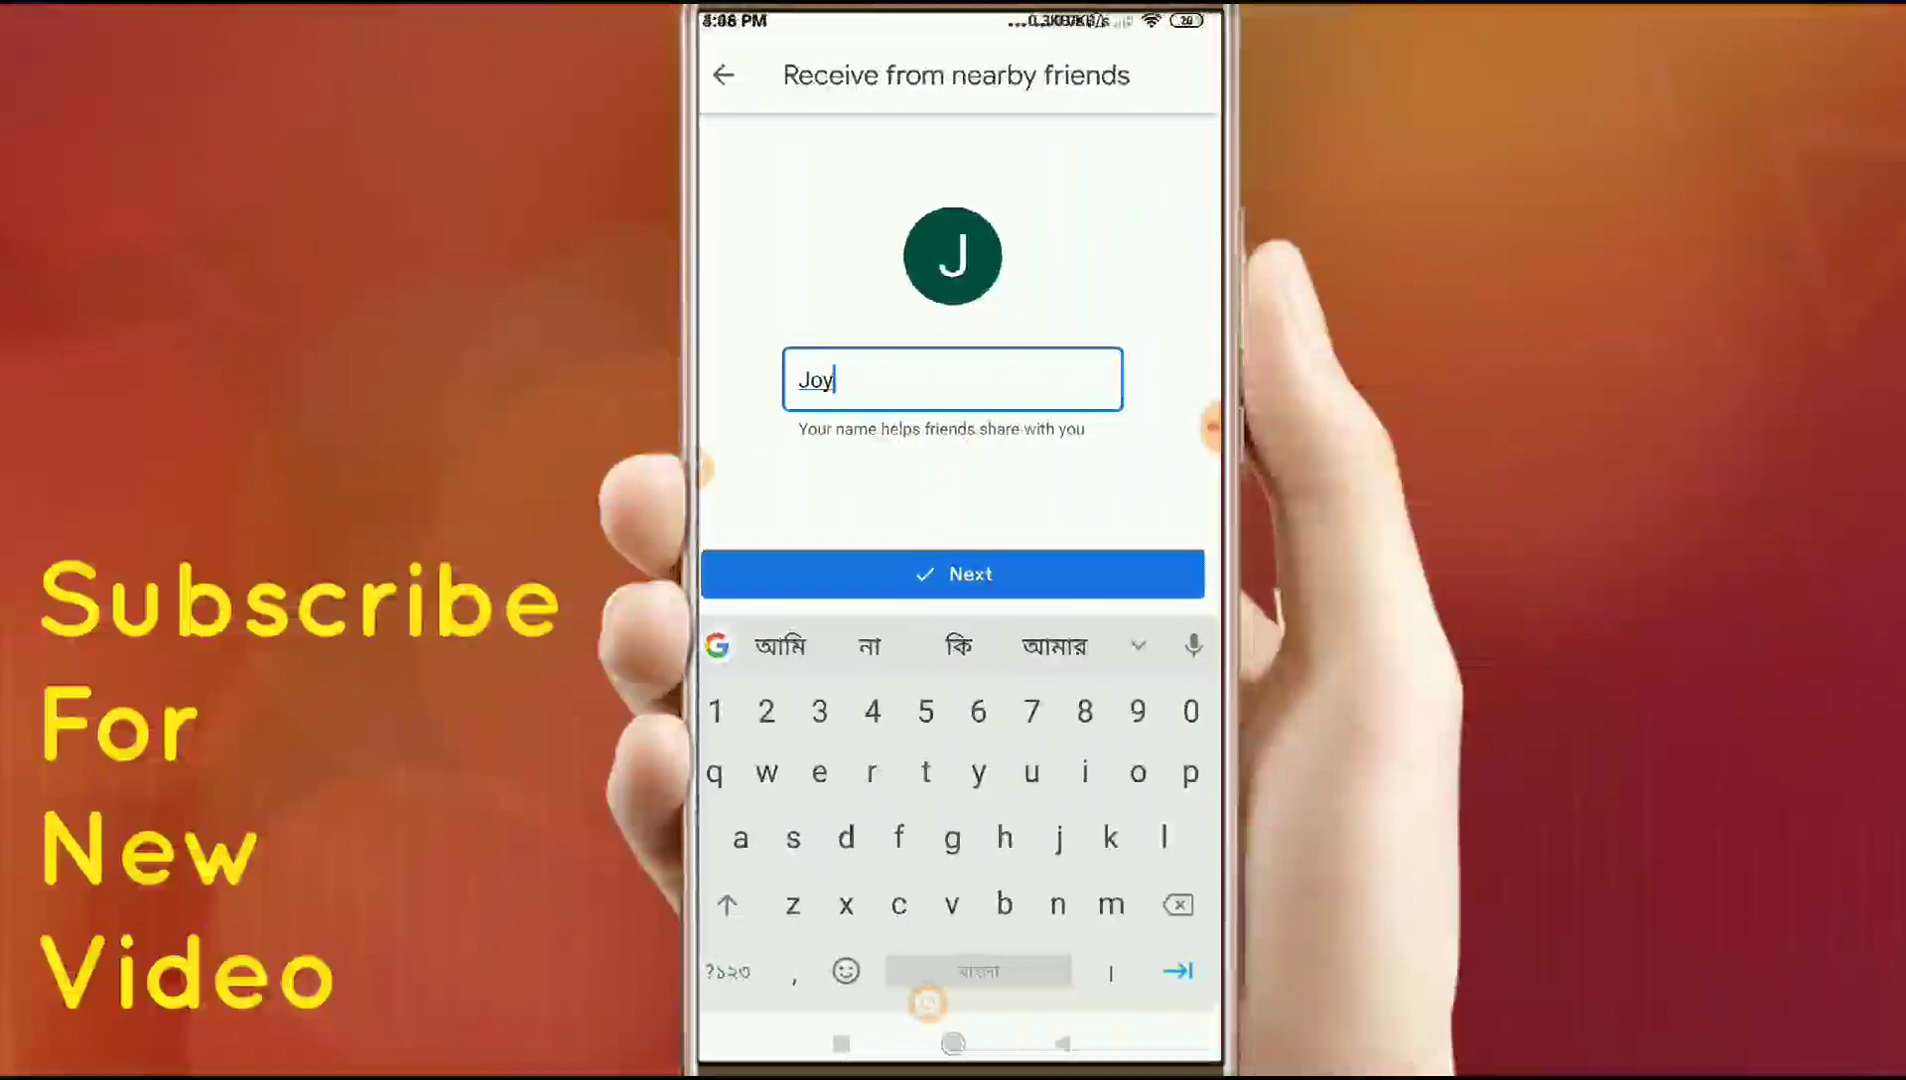 :08 PM
20
Receive from nearby friends
J
Joy
Your name helps friends share with you
Next
G আমি না কি আমার
1 2 3 4 5 6 7 8 9 0
q w e r t y u i o p
a s d f g h j k l
z x c v b n m
?১২৩ , বাংলা ।
Subscribe
For
New
Video